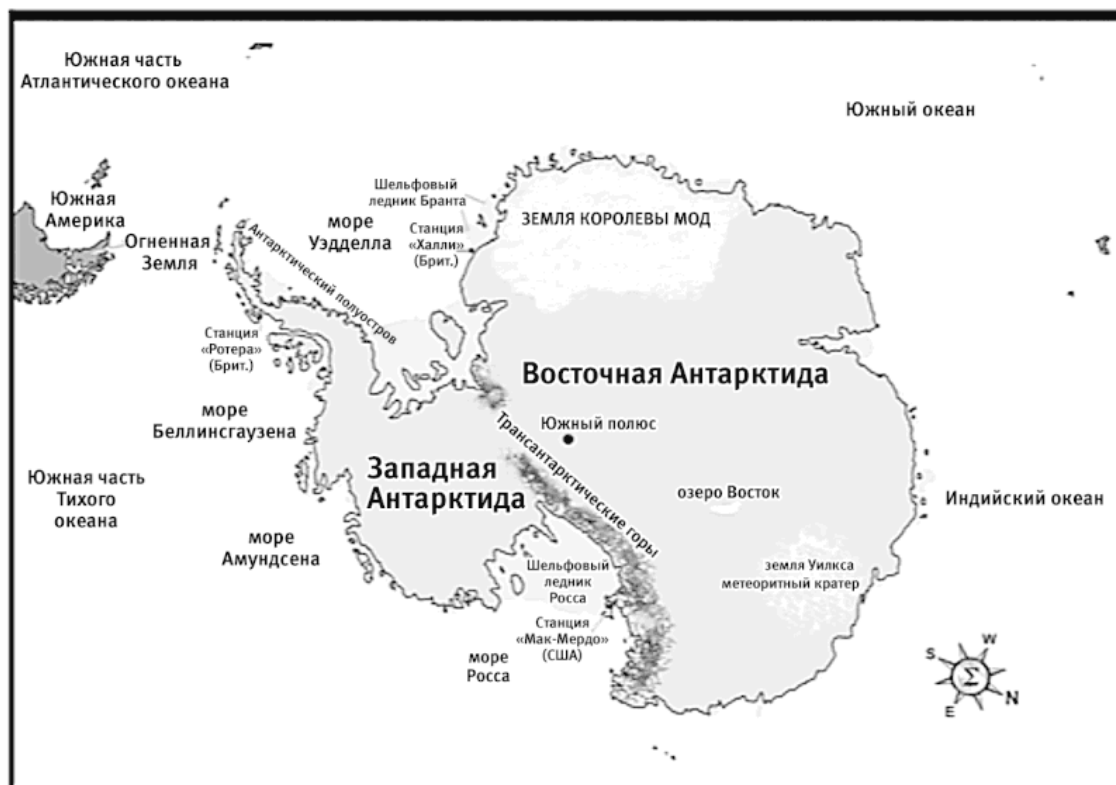 Южная часть
Атлантического океана
Южный океан
Южная
Америка
Огненная
Земля
Антарктический полуостров
море
Уэдделла
Шельфовый
ледник Бранта
Станция
«Халли»
(Брит.)
ЗЕМЛЯ КОРОЛЕВЫ МОД
Станция
«Ротера»
(Брит.)
Восточная Антарктида
море
Беллинсгаузена
Южный полюс
Трансантарктические горы
Западная
Антарктида
Южная часть
Тихого
океана
озеро Восток
Индийский океан
море
Амундсена
Шельфовый
ледник
Росса
земля Уилкса
метеоритный кратер
Станция
«Мак-Мердо»
(США)
море
Росса
W
S
Σ
N
E